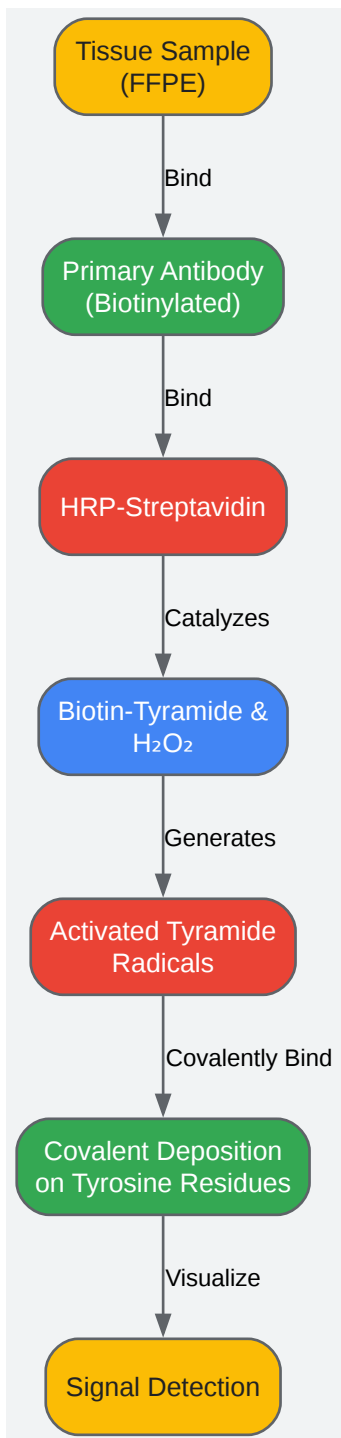 Tissue Sample
(FFPE)
Bind
Primary Antibody
(Biotinylated)
Bind
HRP-Streptavidin
Catalyzes
Biotin-Tyramide &
H₂O₂
Generates
Activated Tyramide
Radicals
Covalently Bind
Covalent Deposition
on Tyrosine Residues
Visualize
Signal Detection